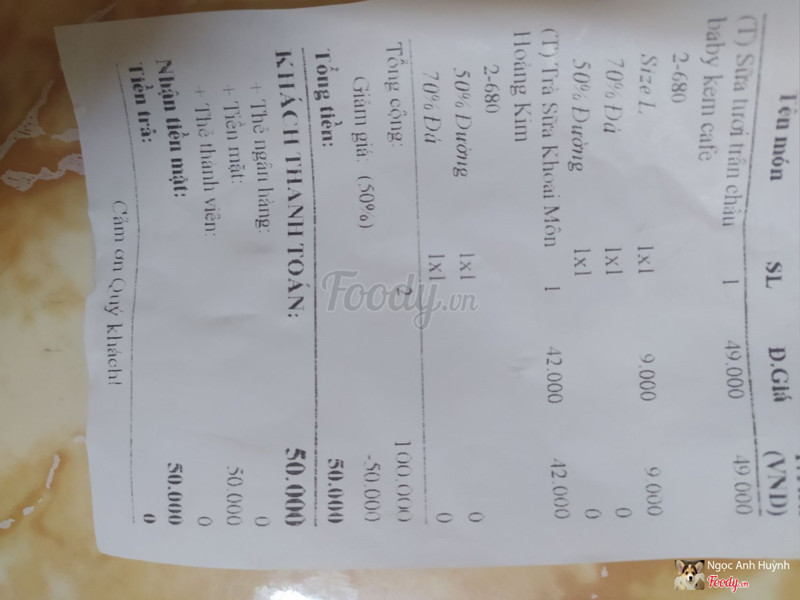 Tên món SL Đ.Giá (VND)
(T) Sữa tươi trân châu 1 49.000 49.000
baby kem cafê
2-680
Size L 1x1 9.000 9.000
70% Đá 1x1 0
50% Đường 1x1 0
(T) Trà Sữa Khoai Môn 1 42.000 42.000
Hoàng Kim
2-680
50% Đường 1x1 0
70% Đá 1x1 0
Tổng cộng: 2 100.000
Giảm giá: (50%) -50.000
Tổng tiền: 50.000
KHÁCH THANH TOÁN: 50.000
+ Thẻ ngân hàng: 0
+ Tiền mặt: 50.000
+ Thẻ thành viên: 0
Nhận tiền mặt: 50.000
Tiền trả: 0
Cảm ơn Quý khách!
Foody.vn
Ngọc Anh Huỳnh
Foody.vn